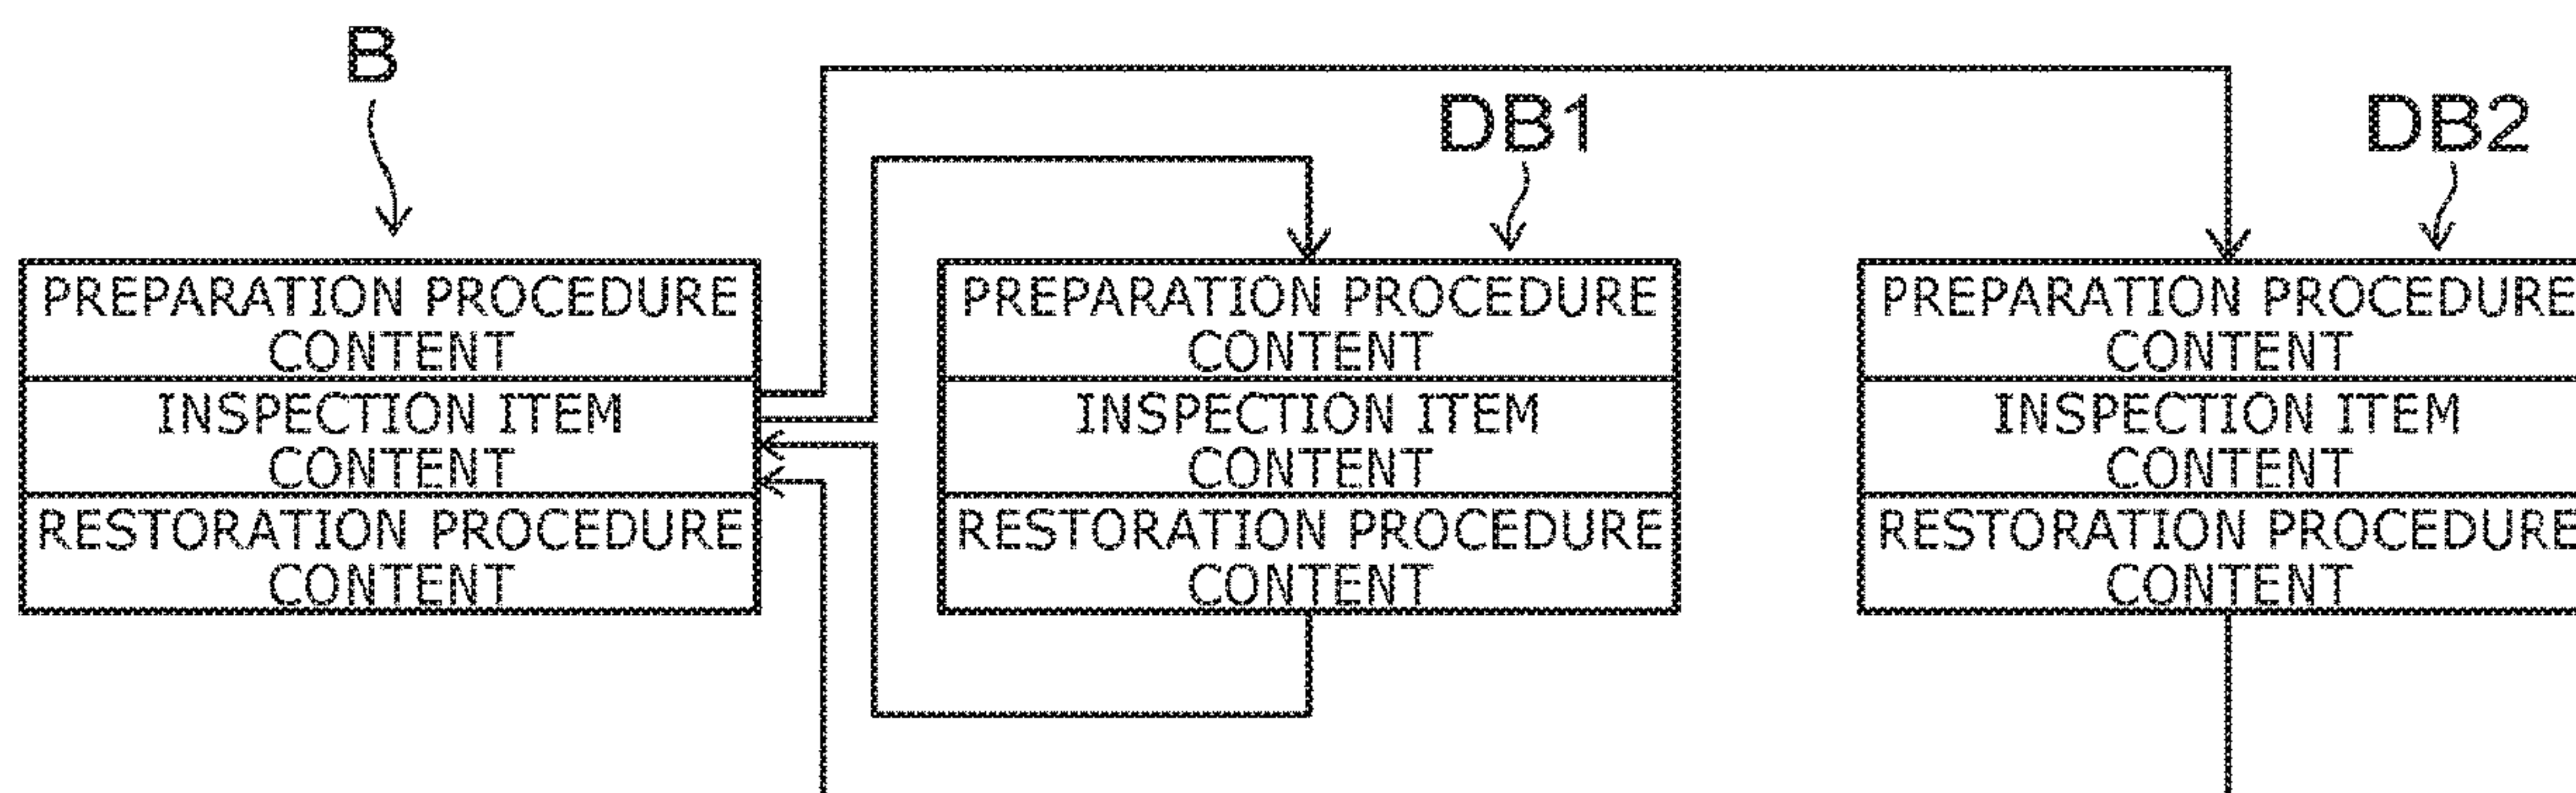 B
DB1
DB2
PREPARATION PROCEDURE
CONTENT
INSPECTION ITEM
CONTENT
RESTORATION PROCEDURE
CONTENT
PREPARATION PROCEDURE
CONTENT
INSPECTION ITEM
CONTENT
RESTORATION PROCEDURE
CONTENT
PREPARATION PROCEDURE
CONTENT
INSPECTION ITEM
CONTENT
RESTORATION PROCEDURE
CONTENT